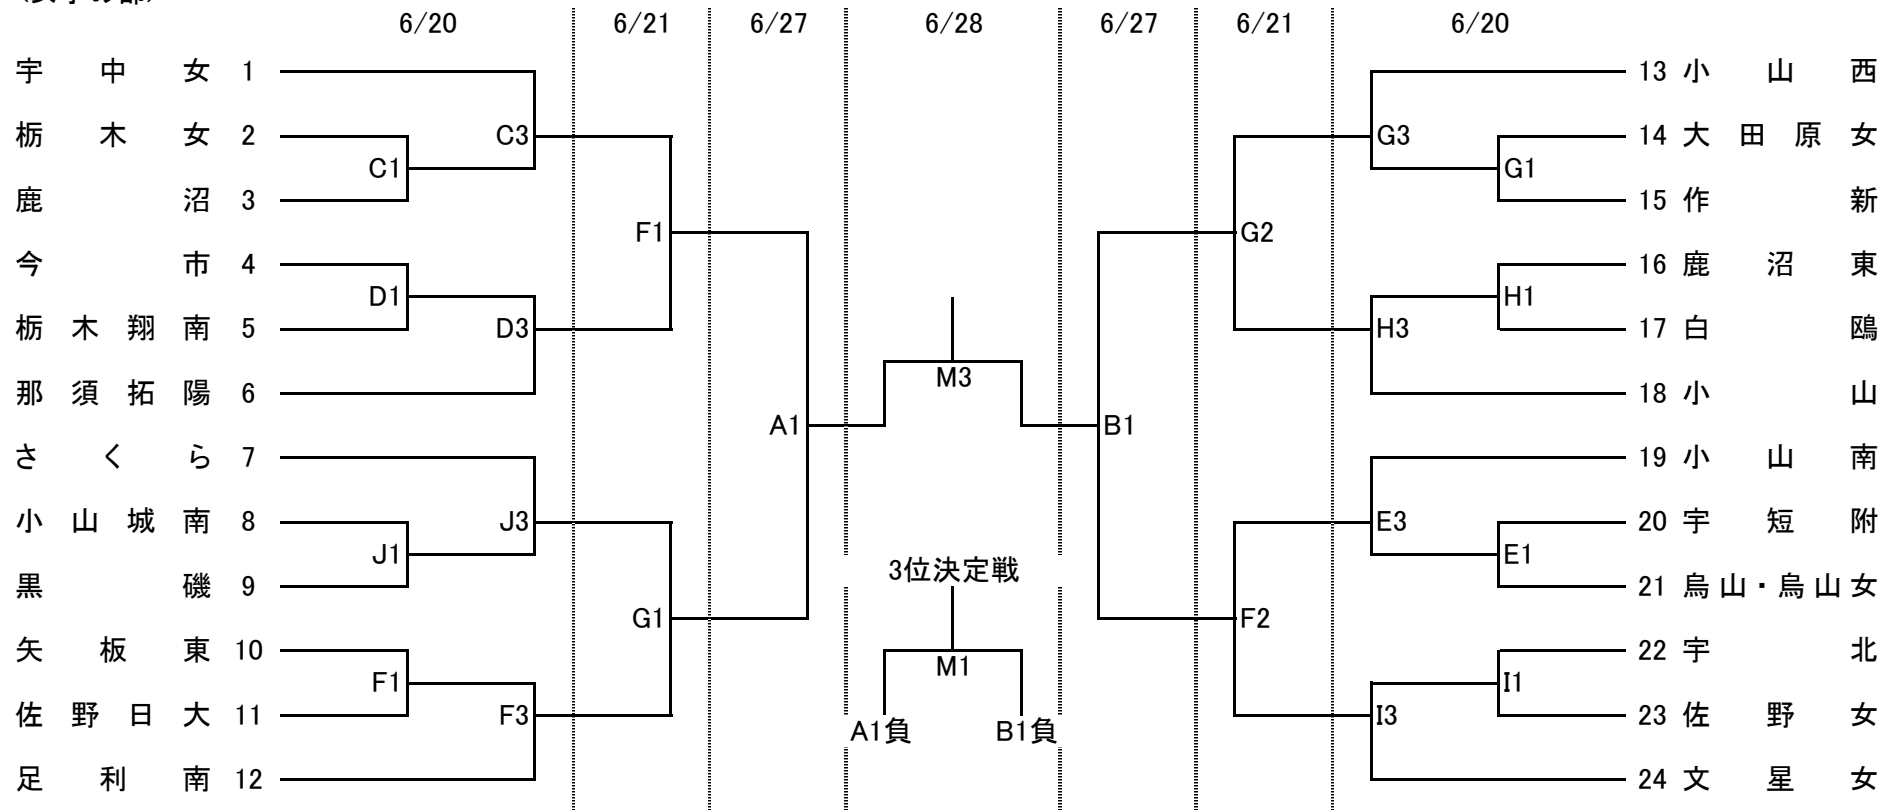 6/20 6/21 6/27 6/28 6/27 6/21 6/20
宇中女 1 13 小山西
栃木女 2 C3 G3 14 大田原女
C1 G1
鹿沼 3 15 作新
F1 G2
今市 4 16 鹿沼東
D1 H1
栃木翔南 5 D3 H3 17 白鴎
M3
那須拓陽 6 18 小山
A1 B1
さくら 7 19 小山南
小山城南 8 J3 E3 20 宇短附
J1 E1
3位決定戦
黒磯 9 21 烏山・烏山女
G1 F2
矢板東 10 22 宇北
M1
F1 I1
佐野日大 11 F3 I3 23 佐野女
A1負 B1負
足利南 12 24 文星女